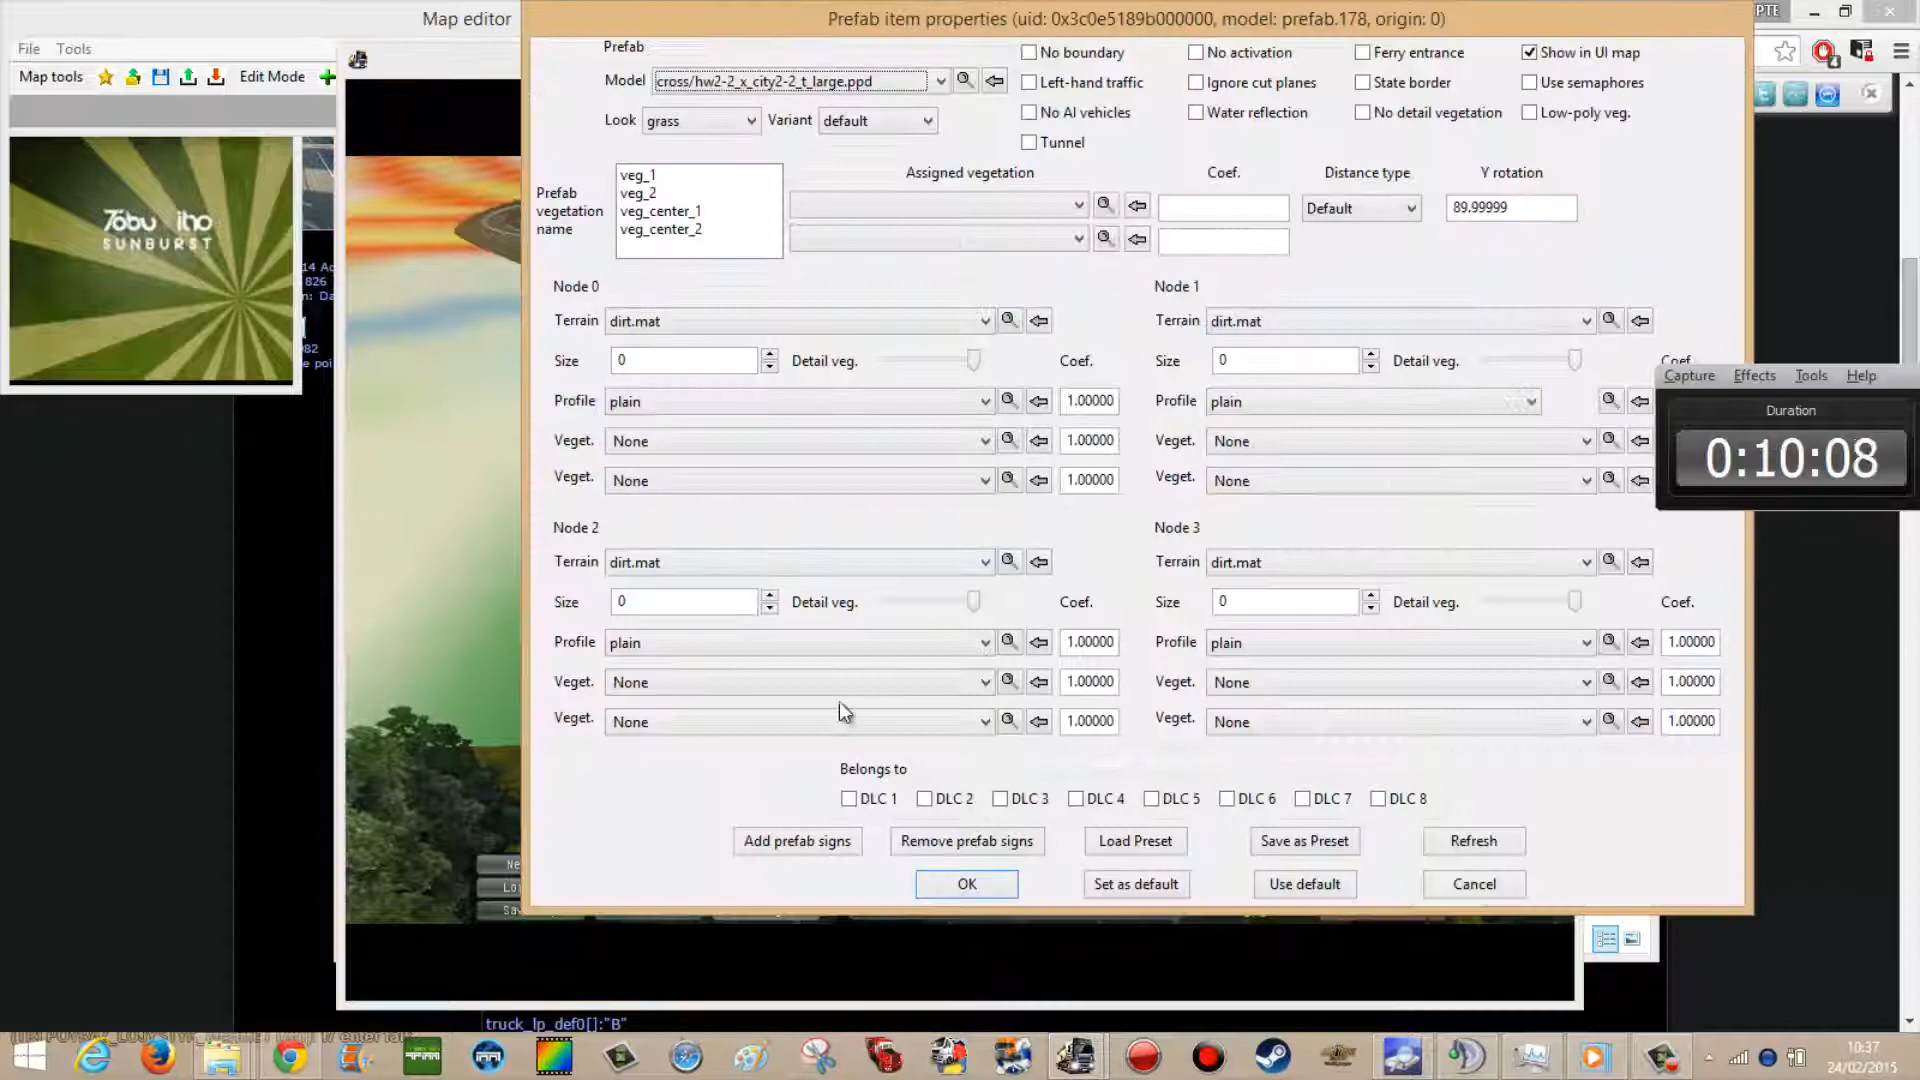 Map editor
Prefab item properties (uid: 0x3c0e5189b000000, model: prefab.178, origin: 0)
File Tools
Map tools
Edit Mode
Tobu Itro
SUNBURST
Prefab
Model cross/hw2-2_x_city2-2_t_large.ppd
Look grass Variant default
No boundary No activation Ferry entrance Show in UI map
Left-hand traffic Ignore cut planes State border Use semaphores
No AI vehicles Water reflection No detail vegetation Low-poly veg.
Tunnel
Prefab vegetation name
veg_1
veg_2
veg_center_1
veg_center_2
Assigned vegetation Coef. Distance type Y rotation
Default 89.99999
Node 0
Terrain dirt.mat
Size 0 Detail veg. Coef.
Profile plain 1.00000
Veget. None 1.00000
Veget. None 1.00000
Node 1
Terrain dirt.mat
Size 0 Detail veg. Coef.
Profile plain
Veget. None
Veget. None
Node 2
Terrain dirt.mat
Size 0 Detail veg. Coef.
Profile plain 1.00000
Veget. None 1.00000
Veget. None 1.00000
Node 3
Terrain dirt.mat
Size 0 Detail veg. Coef.
Profile plain 1.00000
Veget. None 1.00000
Veget. None 1.00000
Belongs to
DLC 1 DLC 2 DLC 3 DLC 4 DLC 5 DLC 6 DLC 7 DLC 8
Add prefab signs Remove prefab signs Load Preset Save as Preset Refresh
OK Set as default Use default Cancel
Capture Effects Tools Help
Duration
0:10:08
truck_lp_def0[]:"B"
10:37
24/02/2015